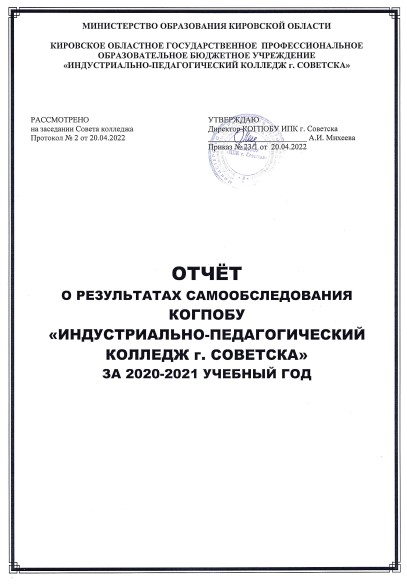 МИНИСТЕРСТВО ОБРАЗОВАНИЯ КИРОВСКОЙ ОБЛАСТИ
КИРОВСКОЕ ОБЛАСТНОЕ ГОСУДАРСТВЕННОЕ ПРОФЕССИОНАЛЬНОЕ
ОБРАЗОВАТЕЛЬНОЕ БЮДЖЕТНОЕ УЧРЕЖДЕНИЕ
«ИНДУСТРИАЛЬНО-ПЕДАГОГИЧЕСКИЙ КОЛЛЕДЖ г. СОВЕТСКА»
РАССМОТРЕНО
на заседании Совета колледжа
Протокол № 2 от 20.04.2022
УТВЕРЖДАЮ
Директор КОГПОБУ ИПК г. Советска
А.И. Михеева
Приказ № 23/1 от 20.04.2022
ОТЧЁТ
О РЕЗУЛЬТАТАХ САМООБСЛЕДОВАНИЯ
КОГПОБУ
«ИНДУСТРИАЛЬНО-ПЕДАГОГИЧЕСКИЙ
КОЛЛЕДЖ г. СОВЕТСКА»
ЗА 2020-2021 УЧЕБНЫЙ ГОД